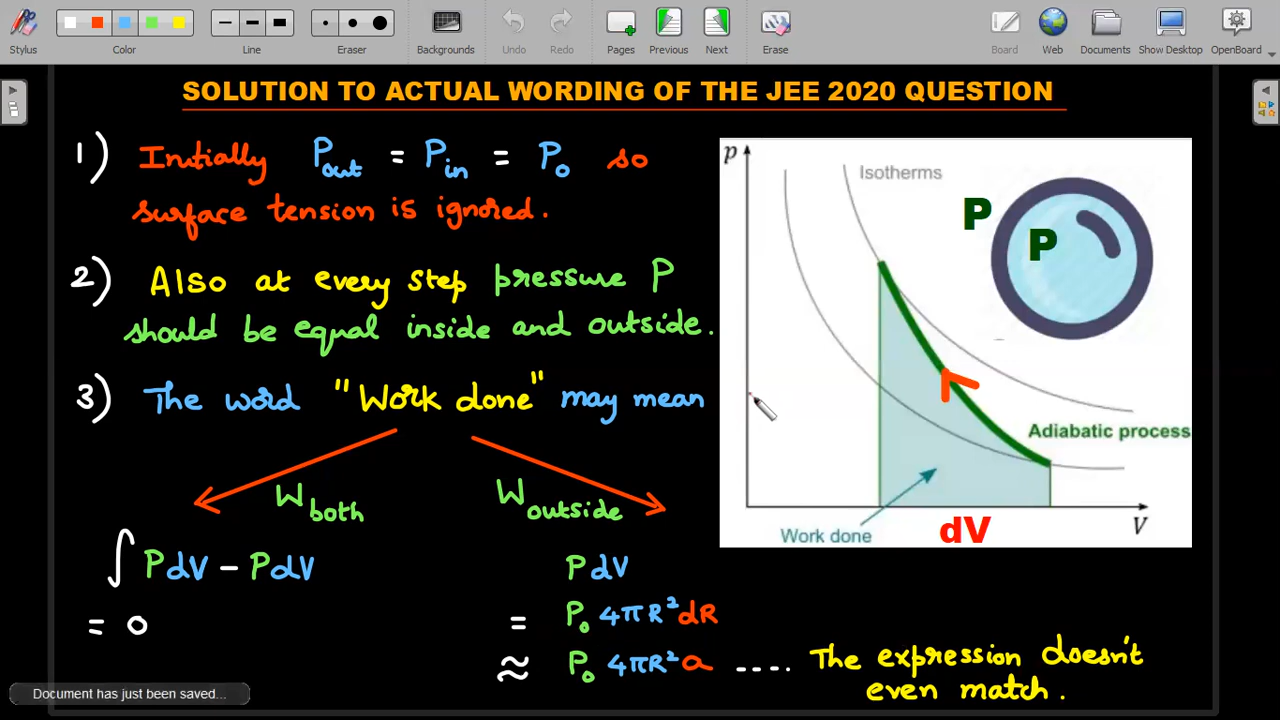 Stylus
Color
Line
Eraser
Backgrounds
Undo
Redo
Pages
Previous
Next
Erase
Board
Web
Documents
Show Desktop
OpenBoard
SOLUTION TO ACTUAL WORDING OF THE JEE 2020 QUESTION
1) Initially P_out = P_in = P_0 so
surface tension is ignored.
2) Also at every step pressure P
should be equal inside and outside.
3) The word "Work done" may mean
W_both
W_outside
∫ PdV - PdV
= 0
PdV
= P_0 4πR² dR
≈ P_0 4πR² a .... The expression doesn't
even match.
p
Isotherms
P
P
Adiabatic process
Work done
dV
V
Document has just been saved...